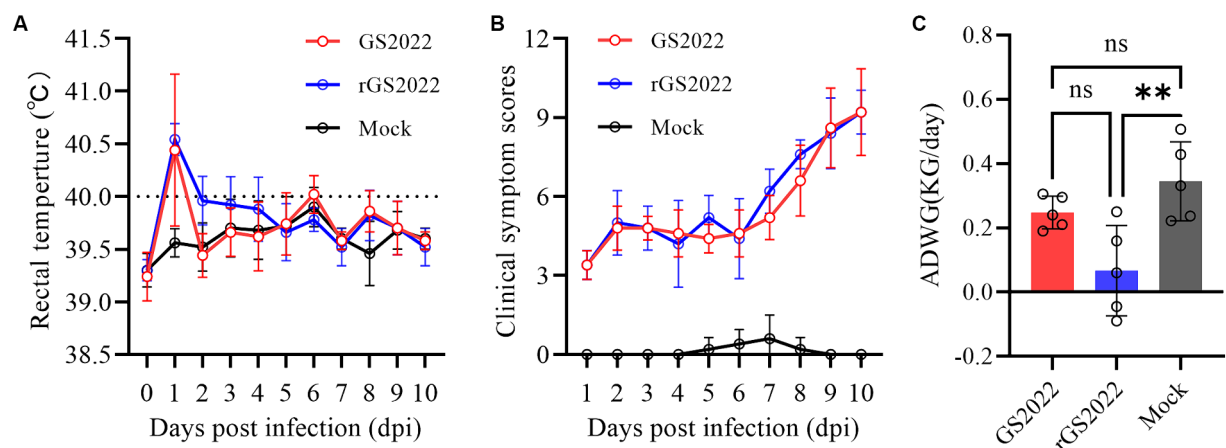 A
Rectal temperture (℃)
41.5
41.0
40.5
40.0
39.5
39.0
38.5
GS2022
rGS2022
Mock
0 1 2 3 4 5 6 7 8 9 10
Days post infection (dpi)
B
Clinical symptom scores
12
9
6
3
0
GS2022
rGS2022
Mock
1 2 3 4 5 6 7 8 9 10
Days post infection (dpi)
C
ADWG(KG/day)
0.8
0.6
0.4
0.2
0.0
-0.2
ns
ns
**
GS2022
rGS2022
Mock